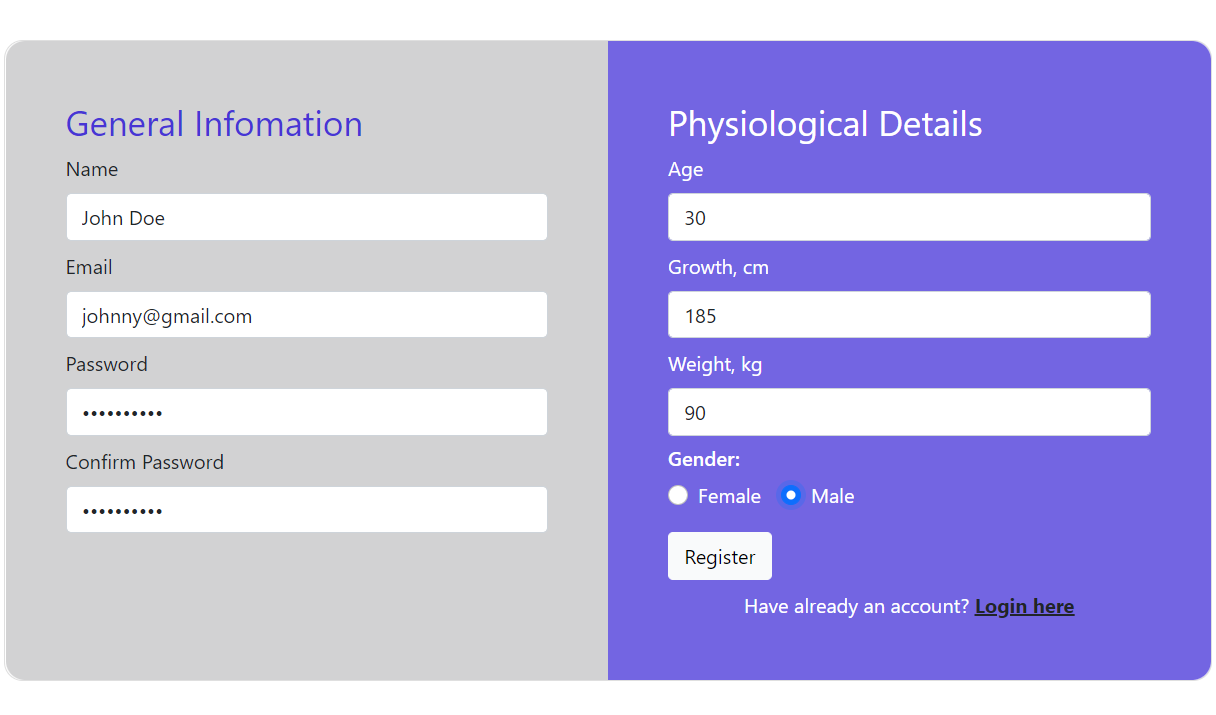 General Infomation
Name
John Doe
Email
johnny@gmail.com
Password
••••••••••
Confirm Password
••••••••••
Physiological Details
Age
30
Growth, cm
185
Weight, kg
90
Gender:
Female Male
Register
Have already an account? Login here